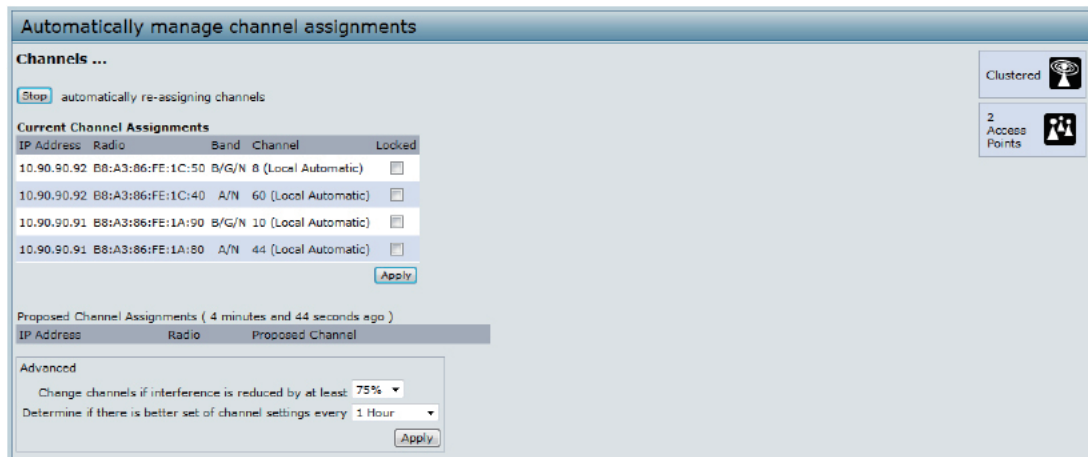 Automatically manage channel assignments
Channels ...
Stop automatically re-assigning channels
Current Channel Assignments
IP Address Radio Band Channel Locked
10.90.90.92 B8:A3:86:FE:1C:50 B/G/N 8 (Local Automatic)
10.90.90.92 B8:A3:86:FE:1C:40 A/N 60 (Local Automatic)
10.90.90.91 B8:A3:86:FE:1A:90 B/G/N 10 (Local Automatic)
10.90.90.91 B8:A3:86:FE:1A:80 A/N 44 (Local Automatic)
Apply
Proposed Channel Assignments ( 4 minutes and 44 seconds ago )
IP Address Radio Proposed Channel
Advanced
Change channels if interference is reduced by at least 75%
Determine if there is better set of channel settings every 1 Hour
Apply
Clustered
2
Access
Points